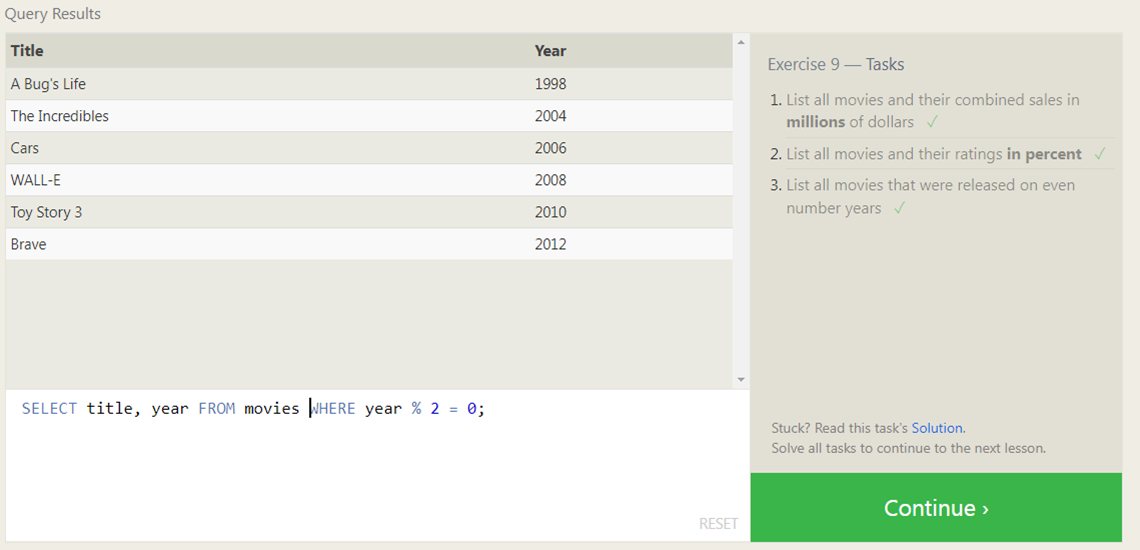 Query Results
Title Year
A Bug's Life 1998
The Incredibles 2004
Cars 2006
WALL-E 2008
Toy Story 3 2010
Brave 2012
SELECT title, year FROM movies WHERE year % 2 = 0;
RESET
Exercise 9 — Tasks
1. List all movies and their combined sales in
millions of dollars ✓
2. List all movies and their ratings in percent ✓
3. List all movies that were released on even
number years ✓
Stuck? Read this task's Solution.
Solve all tasks to continue to the next lesson.
Continue ›